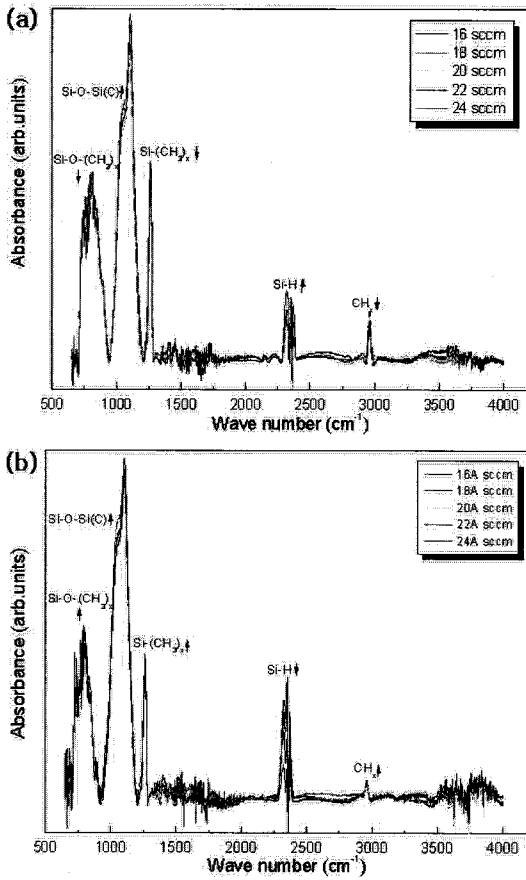 (a)
16 sccm
18 sccm
20 sccm
22 sccm
24 sccm
Si-O-Si(C)↑
Si-O-(CH₃)ₓ
↓
Si-(CH₃)ₓ↓
Si-H↑
CHₓ↓
Absorbance (arb.units)
500 1000 1500 2000 2500 3000 3500 4000
Wave number (cm⁻¹)
(b)
16A sccm
18A sccm
20A sccm
22A sccm
24A sccm
Si-O-Si(C)↑
Si-O-(CH₃)ₓ
↑
Si-(CH₃)ₓ↑
Si-H↓
CHₓ↑
Absorbance (arb.units)
500 1000 1500 2000 2500 3000 3500 4000
Wave number (cm⁻¹)